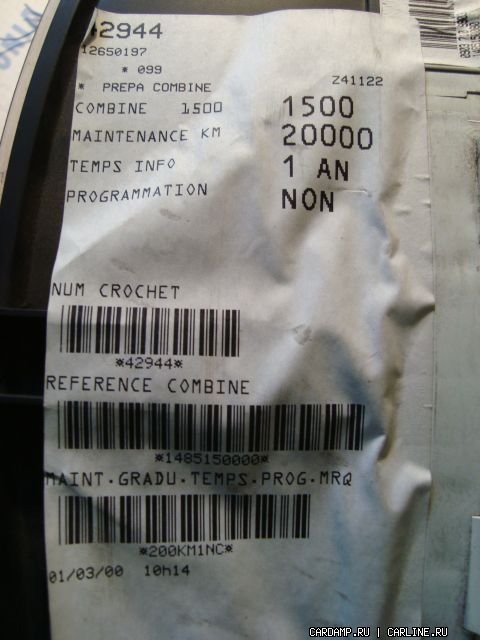 42944
12650197
* 099
* PREPA COMBINE
Z41122
COMBINE 1500 1500
MAINTENANCE KM 20000
TEMPS INFO 1 AN
PROGRAMMATION NON
NUM CROCHET
*42944*
REFERENCE COMBINE
*1485150000*
MAINT.GRADU.TEMPS.PROG.MRQ
*200KM1NC*
01/03/00 10h14
CARDAMP.RU | CARLINE.RU